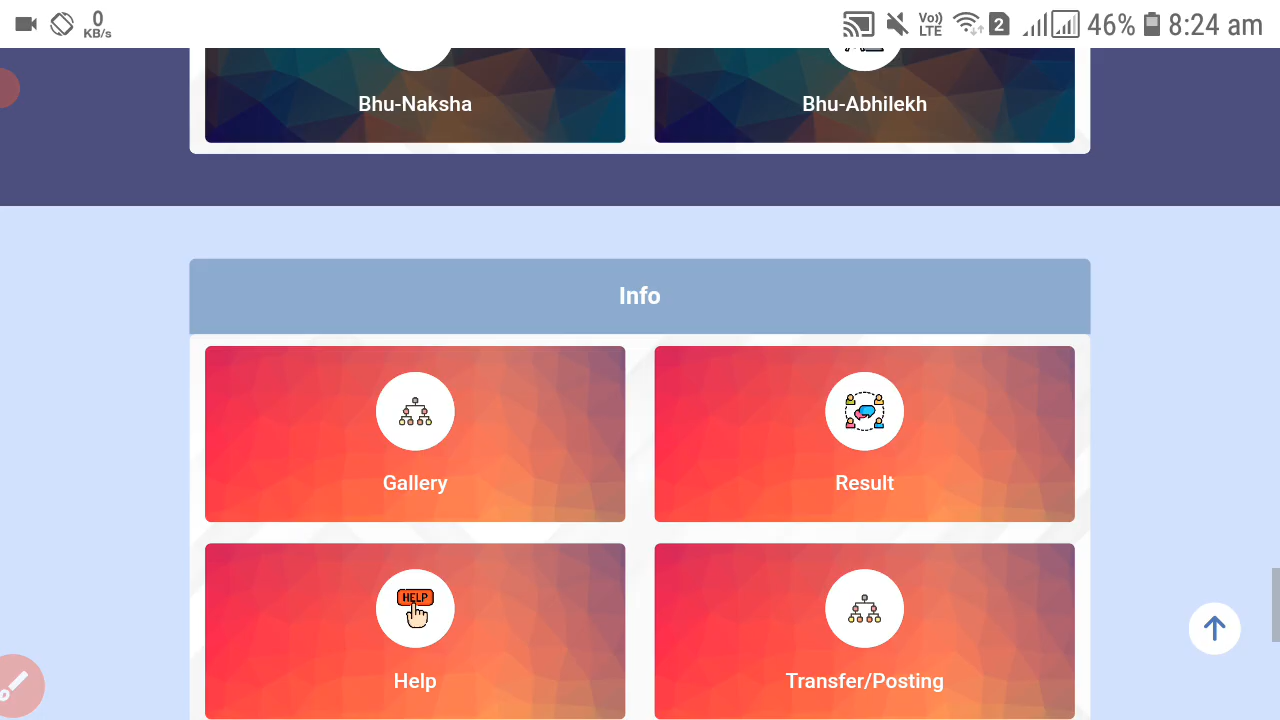 0
KB/s
Vo))
LTE
2
46%
8:24 am
Bhu-Naksha
Bhu-Abhilekh
Info
Gallery
Result
HELP
Help
Transfer/Posting